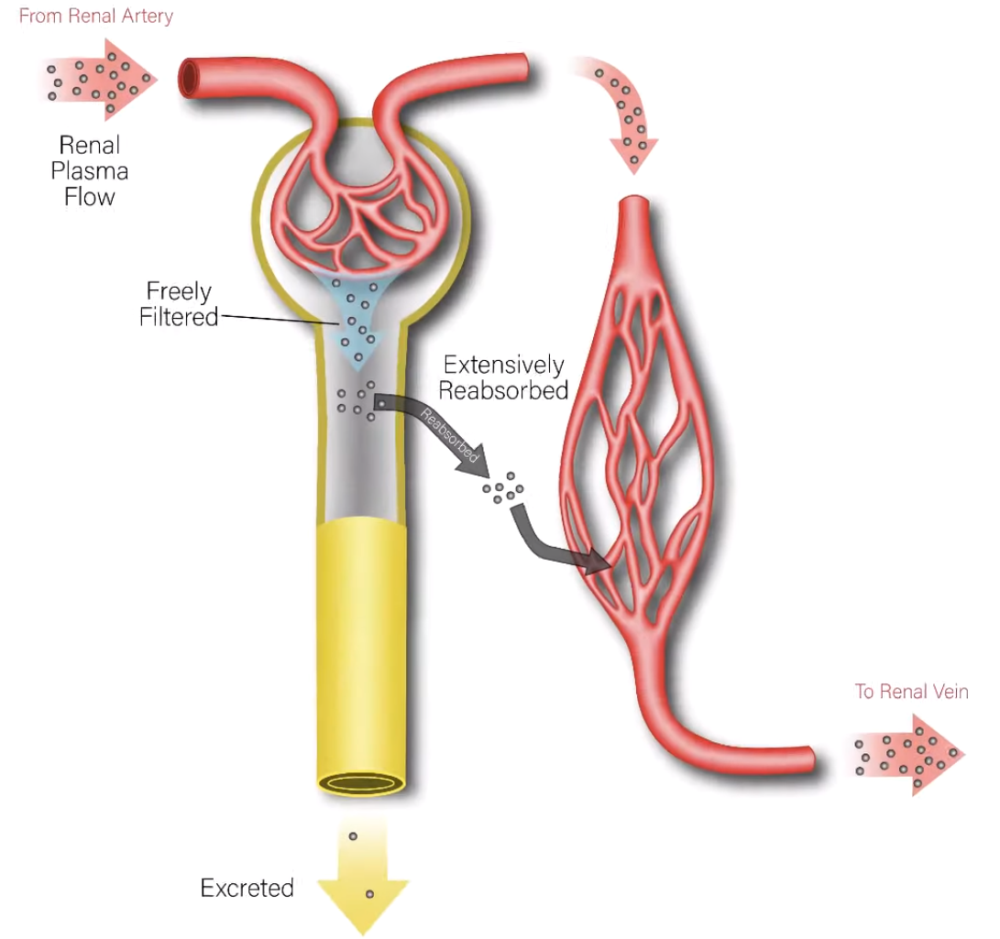 From Renal Artery
Renal
Plasma
Flow
Freely
Filtered
Extensively
Reabsorbed
Reabsorbed
To Renal Vein
Excreted